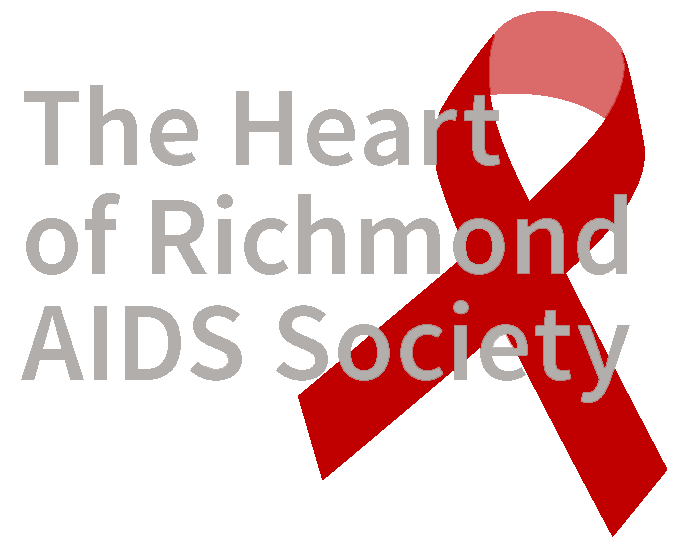 The Heart
of Richmond
AIDS Society